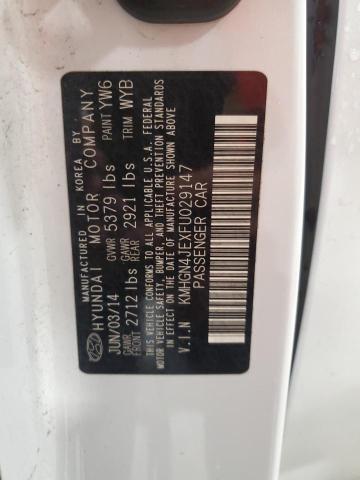 MANUFACTURED IN KOREA BY
HYUNDAI MOTOR COMPANY
JUN/03/14 GVWR 5379 lbs PAINT YW6
GAWR FRONT 2712 lbs GAWR REAR 2921 lbs TRIM WYB
THIS VEHICLE CONFORMS TO ALL APPLICABLE U.S.A. FEDERAL
MOTOR VEHICLE SAFETY, BUMPER, AND THEFT PREVENTION
STANDARDS IN EFFECT ON THE DATE OF MANUFACTURE
SHOWN ABOVE.
V.I.N KMHGN4JEXFU029147
PASSENGER CAR